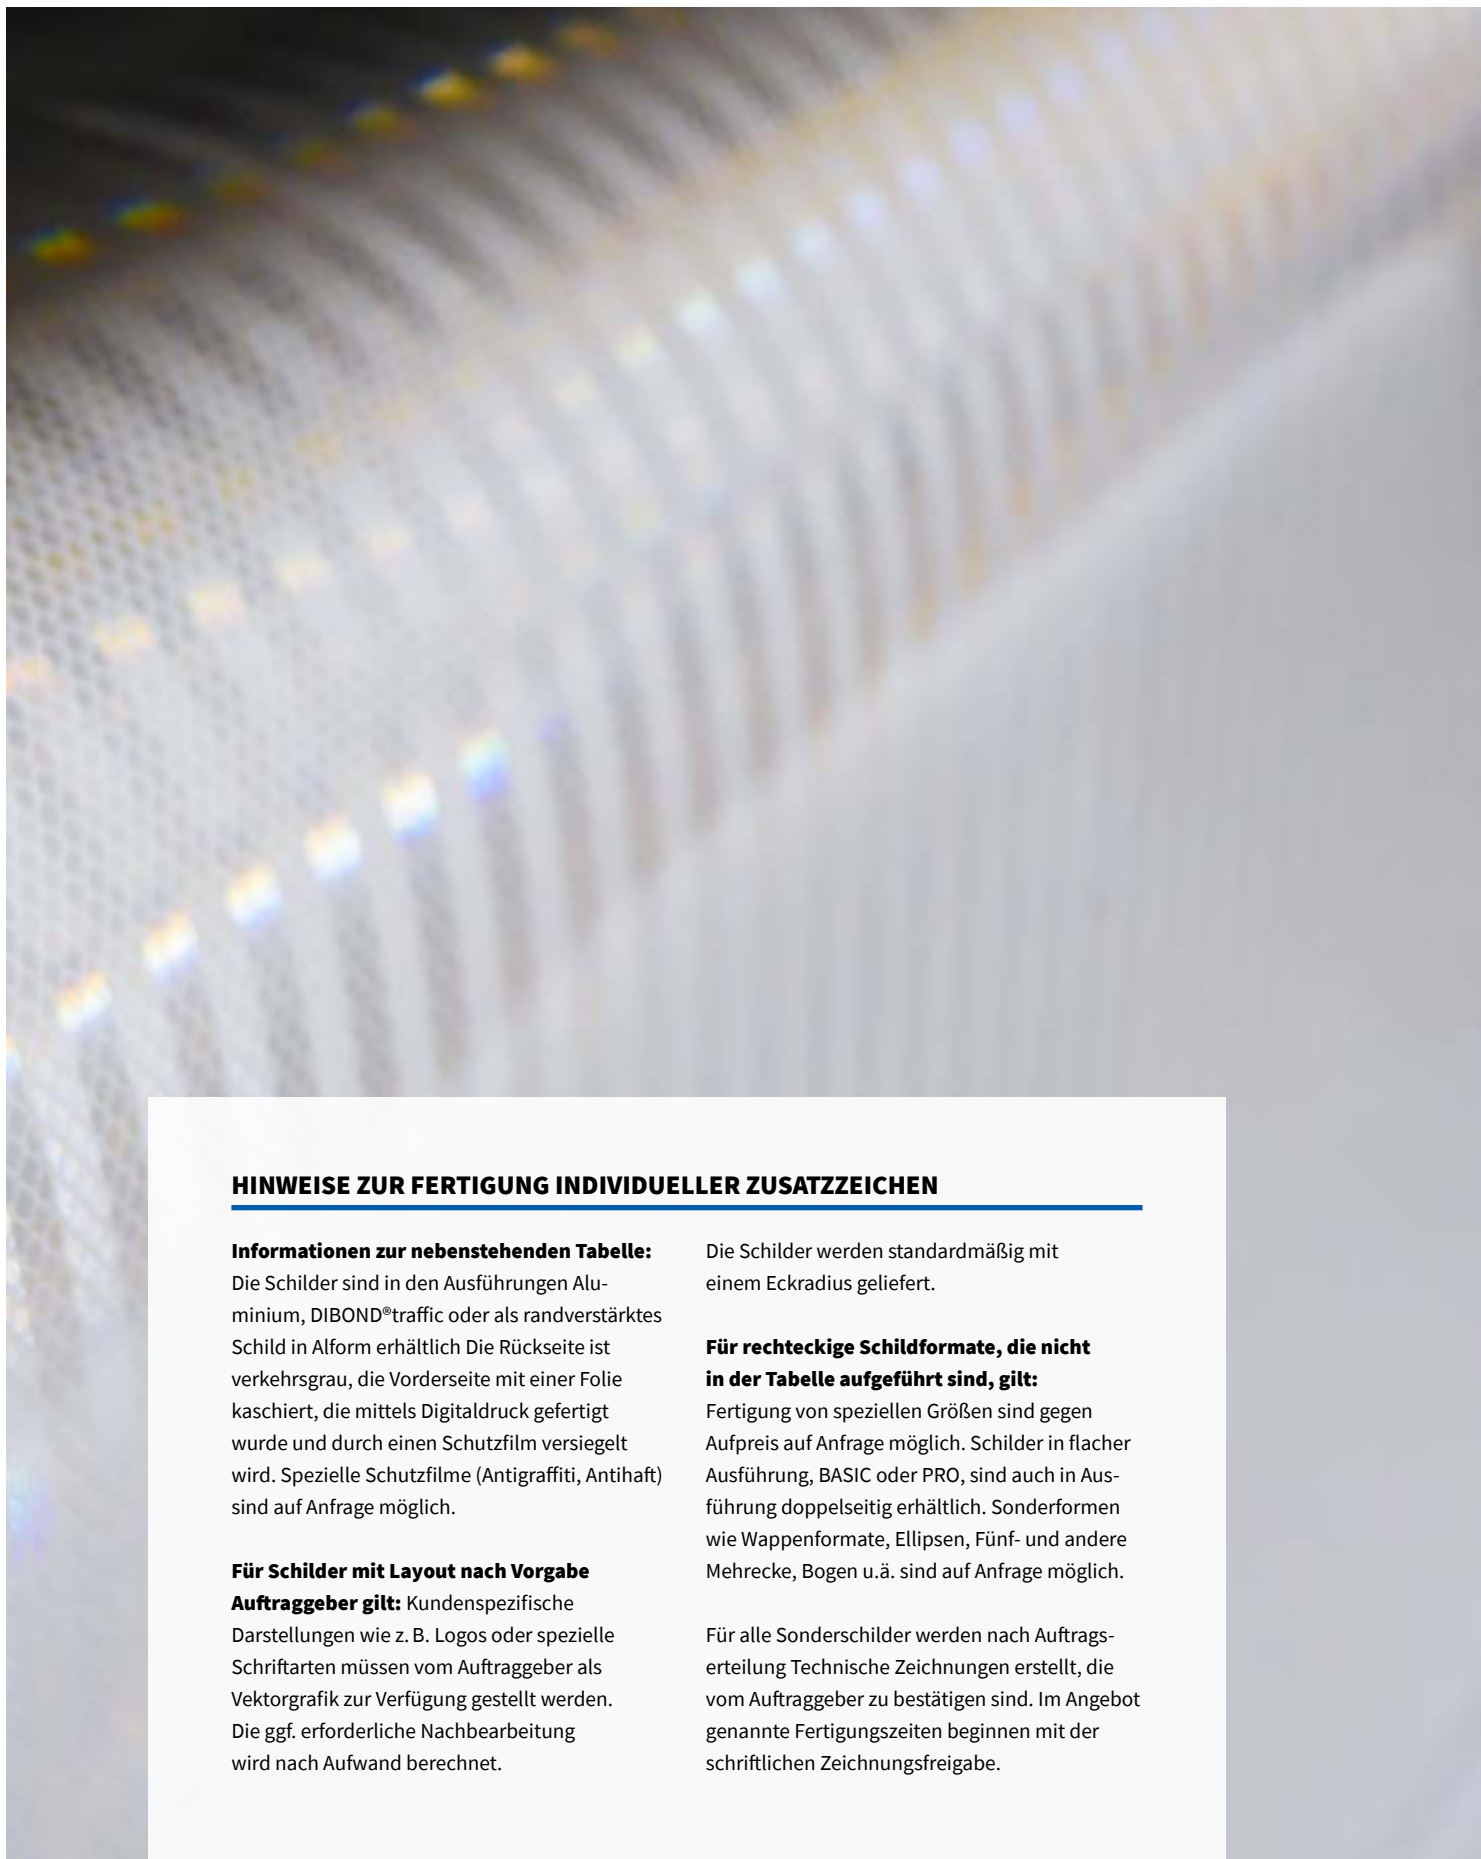 HINWEISE ZUR FERTIGUNG INDIVIDUELLER ZUSATZZEICHEN
Informationen zur nebenstehenden Tabelle:
Die Schilder sind in den Ausführungen Alu-
minium, DIBOND®traffic oder als randverstärktes
Schild in Alform erhältlich Die Rückseite ist
verkehrsgrau, die Vorderseite mit einer Folie
kaschiert, die mittels Digitaldruck gefertigt
wurde und durch einen Schutzfilm versiegelt
wird. Spezielle Schutzfilme (Antigraffiti, Antihaft)
sind auf Anfrage möglich.
Für Schilder mit Layout nach Vorgabe
Auftraggeber gilt: Kundenspezifische
Darstellungen wie z. B. Logos oder spezielle
Schriftarten müssen vom Auftraggeber als
Vektorgrafik zur Verfügung gestellt werden.
Die ggf. erforderliche Nachbearbeitung
wird nach Aufwand berechnet.
Die Schilder werden standardmäßig mit
einem Eckradius geliefert.
Für rechteckige Schildformate, die nicht
in der Tabelle aufgeführt sind, gilt:
Fertigung von speziellen Größen sind gegen
Aufpreis auf Anfrage möglich. Schilder in flacher
Ausführung, BASIC oder PRO, sind auch in Aus-
führung doppelseitig erhältlich. Sonderformen
wie Wappenformate, Ellipsen, Fünf- und andere
Mehrecke, Bogen u.ä. sind auf Anfrage möglich.
Für alle Sonderschilder werden nach Auftrags-
erteilung Technische Zeichnungen erstellt, die
vom Auftraggeber zu bestätigen sind. Im Angebot
genannte Fertigungszeiten beginnen mit der
schriftlichen Zeichnungsfreigabe.